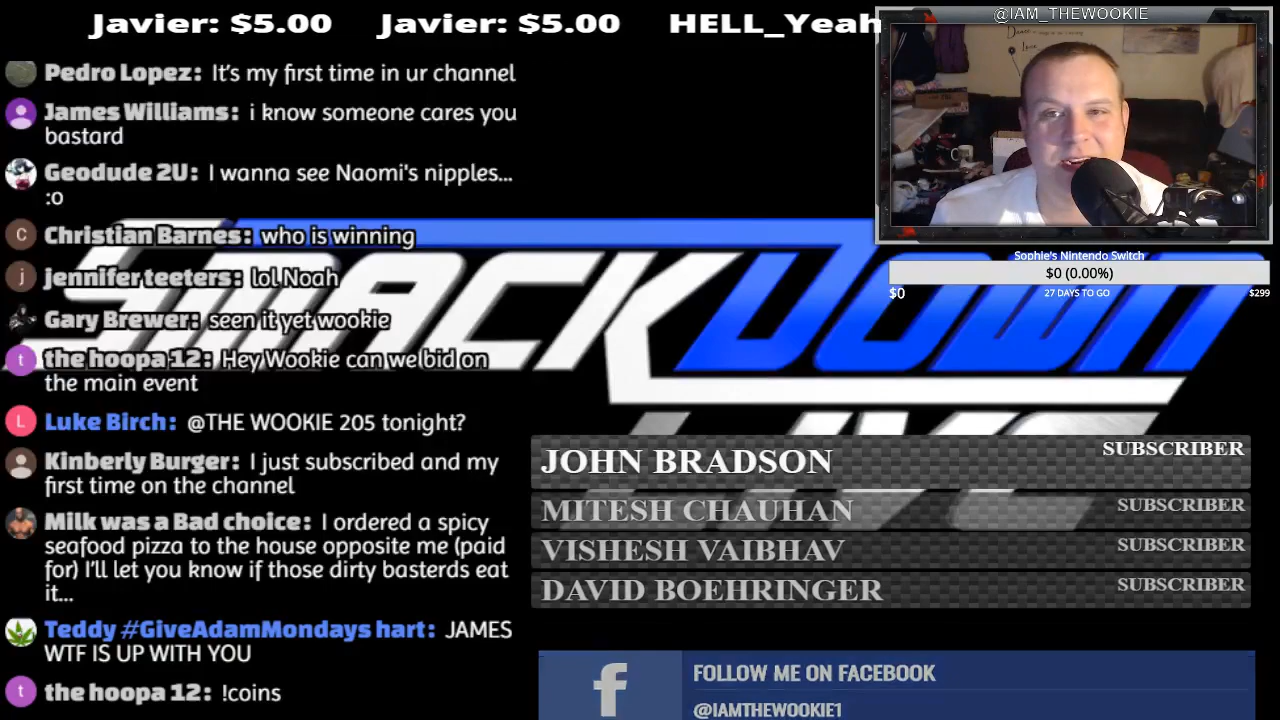 Javier: $5.00 Javier: $5.00 HELL_Yeah
@IAM_THEWOOKIE
Pedro Lopez: It's my first time in ur channel
James Williams: i know someone cares you
bastard
Geodude 2U: I wanna see Naomi's nipples...
:o
Christian Barnes: who is winning
jennifer teeters: lol Noah
Gary Brewer: seen it yet wookie
the hoopa 12: Hey Wookie can we bid on
the main event
Luke Birch: @THE WOOKIE 205 tonight?
Kinberly Burger: I just subscribed and my
first time on the channel
Milk was a Bad choice: I ordered a spicy
seafood pizza to the house opposite me (paid
for) I'll let you know if those dirty basterds eat
it...
Teddy #GiveAdamMondays hart: JAMES
WTF IS UP WITH YOU
the hoopa 12: !coins
SMACKDOWN
LIVE
Sophie's Nintendo Switch
$0 (0.00%)
$0 27 DAYS TO GO $299
JOHN BRADSON SUBSCRIBER
MITESH CHAUHAN SUBSCRIBER
VISHESH VAIBHAV SUBSCRIBER
DAVID BOEHRINGER SUBSCRIBER
f
FOLLOW ME ON FACEBOOK
@IAMTHEWOOKIE1